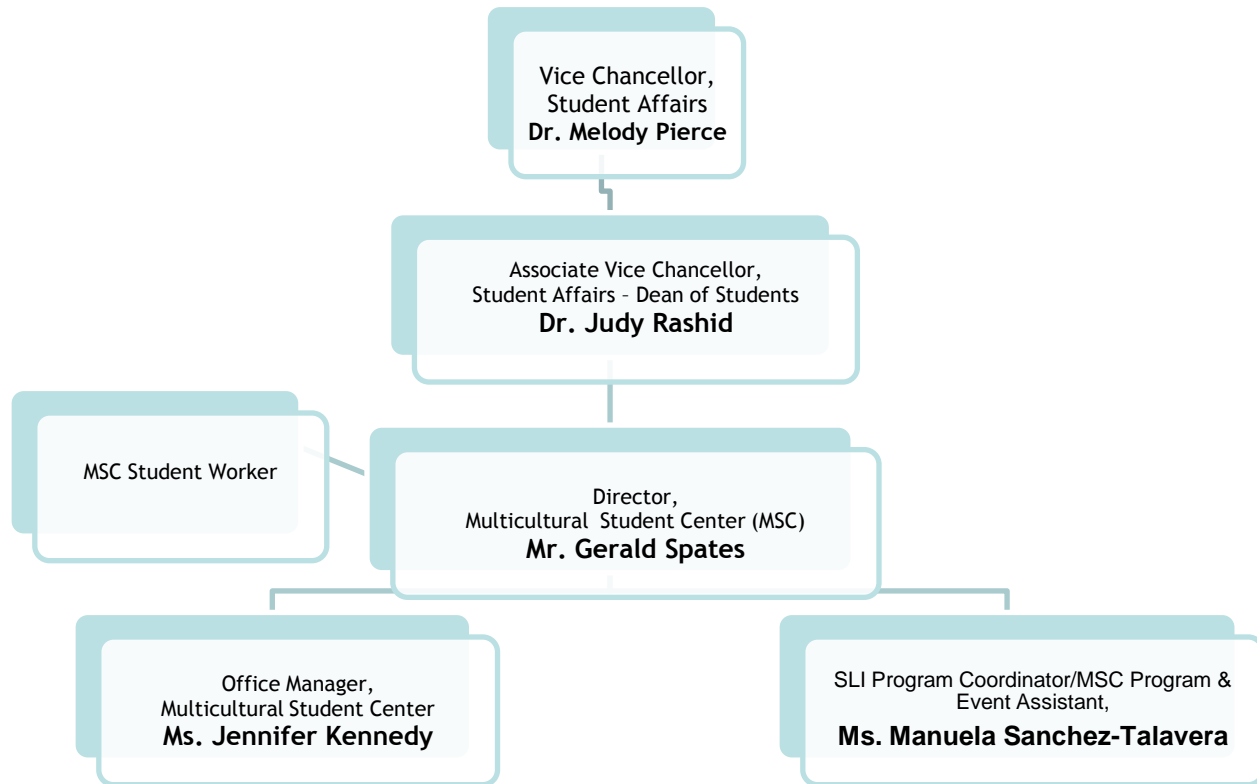 Vice Chancellor,
Student Affairs
Dr. Melody Pierce
Associate Vice Chancellor,
Student Affairs – Dean of Students
Dr. Judy Rashid
MSC Student Worker
Director,
Multicultural Student Center (MSC)
Mr. Gerald Spates
Office Manager,
Multicultural Student Center
Ms. Jennifer Kennedy
SLI Program Coordinator/MSC Program &
Event Assistant,
Ms. Manuela Sanchez-Talavera